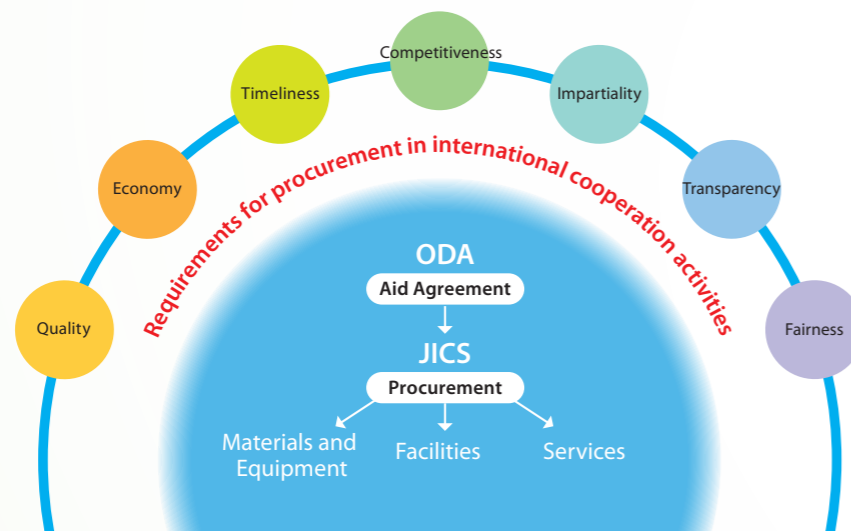 Competitiveness
Timeliness
Impartiality
Economy
Transparency
Quality
Fairness
Requirements for procurement in international cooperation activities
ODA
Aid Agreement
JICS
Procurement
Materials and
Equipment
Facilities
Services